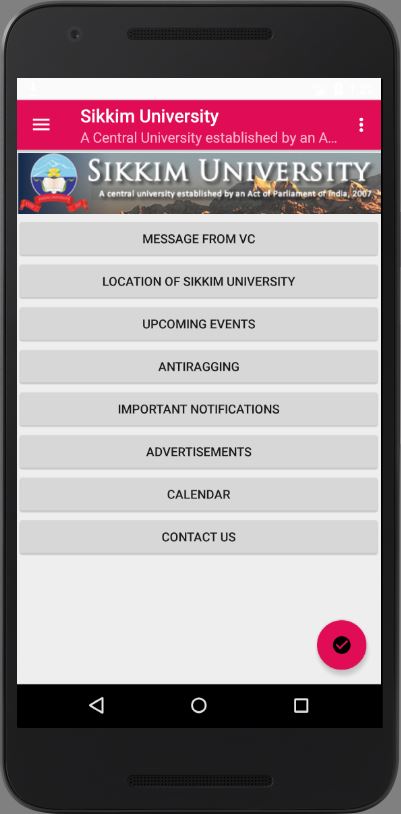 Sikkim University
A Central University established by an A...
SIKKIM UNIVERSITY
A central university established by an Act of Parliament of India, 2007
MESSAGE FROM VC
LOCATION OF SIKKIM UNIVERSITY
UPCOMING EVENTS
ANTIRAGGING
IMPORTANT NOTIFICATIONS
ADVERTISEMENTS
CALENDAR
CONTACT US